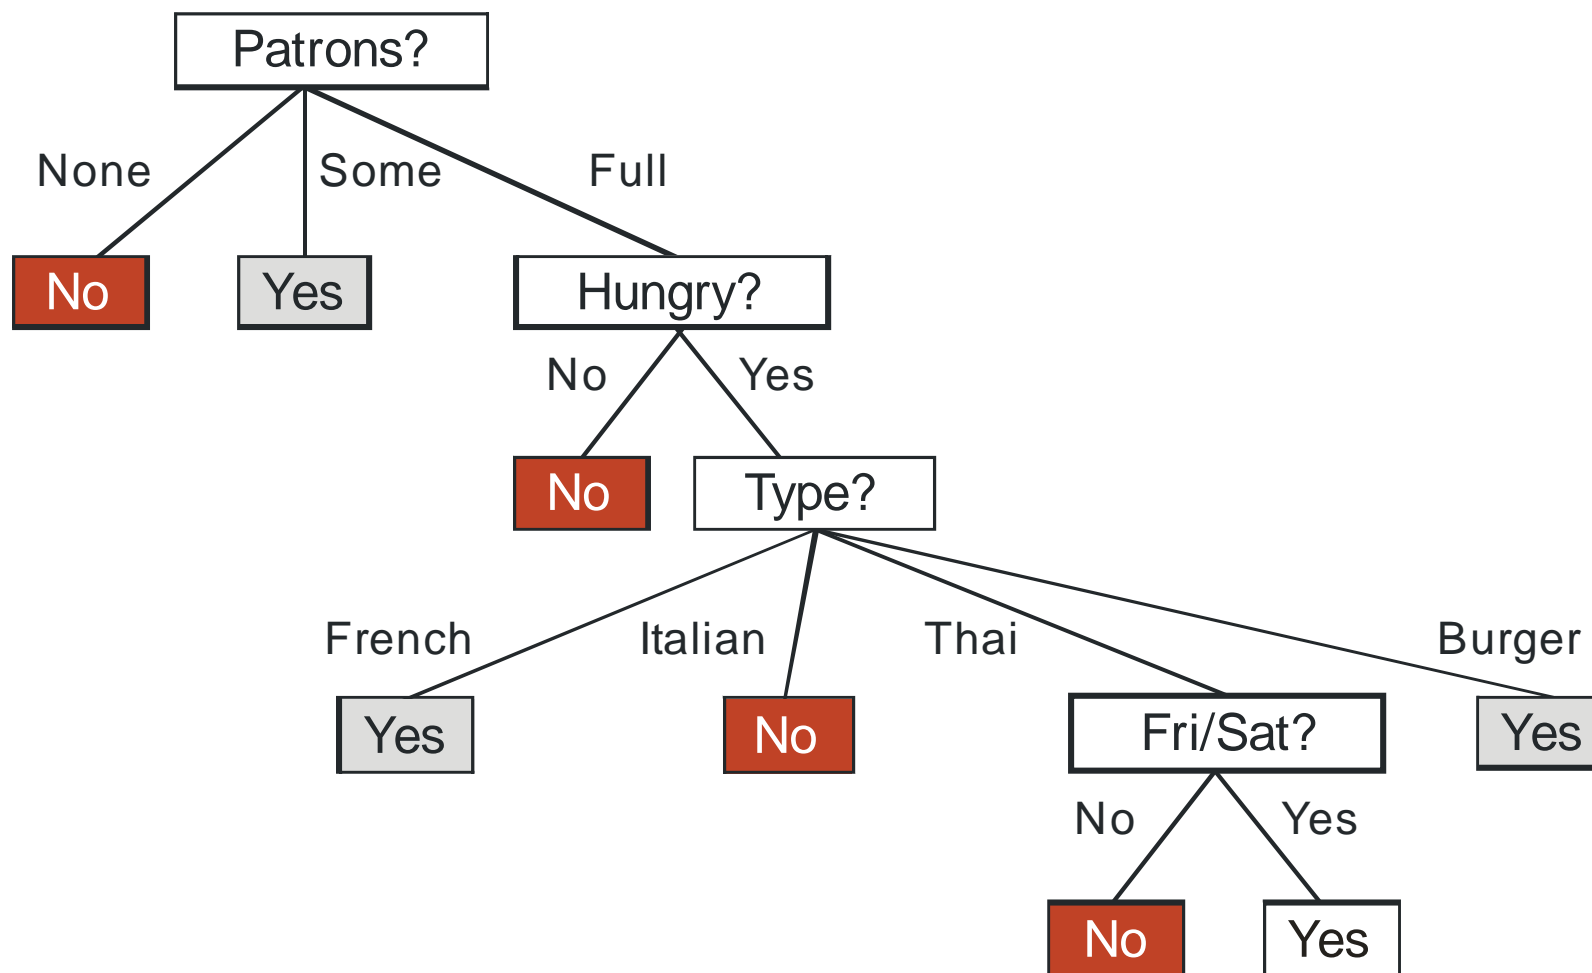 Patrons?
None Some Full
No Yes Hungry?
No Yes
No Type?
French Italian Thai Burger
Yes No Fri/Sat? Yes
No Yes
No Yes